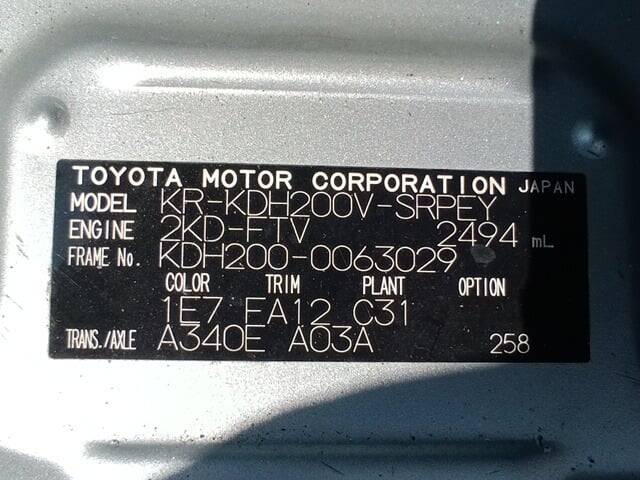 TOYOTA MOTOR CORPORATION JAPAN
MODEL KR-KDH200V-SRPEY
ENGINE 2KD-FTV 2494 mL
FRAME No. KDH200-0063029
COLOR TRIM PLANT OPTION
1E7 FA12 C31
TRANS./AXLE A340E A03A 258